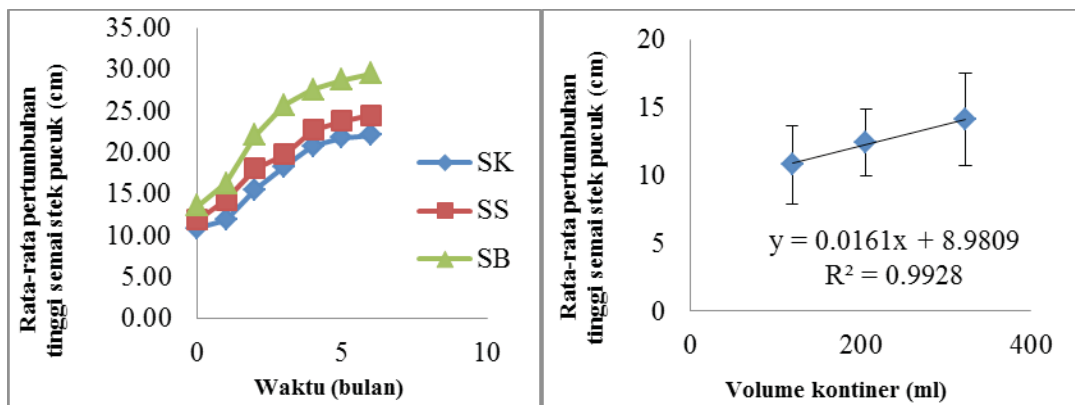 Rata-rata pertumbuhan
tinggi semai stek pucuk (cm)
35.00
30.00
25.00
20.00
15.00
10.00
5.00
0.00
0
5
10
Waktu (bulan)
SK
SS
SB
Rata-rata pertumbuhan
tinggi semai stek pucuk (cm)
20
15
10
5
0
y = 0.0161x + 8.9809
R² = 0.9928
0
200
400
Volume kontiner (ml)